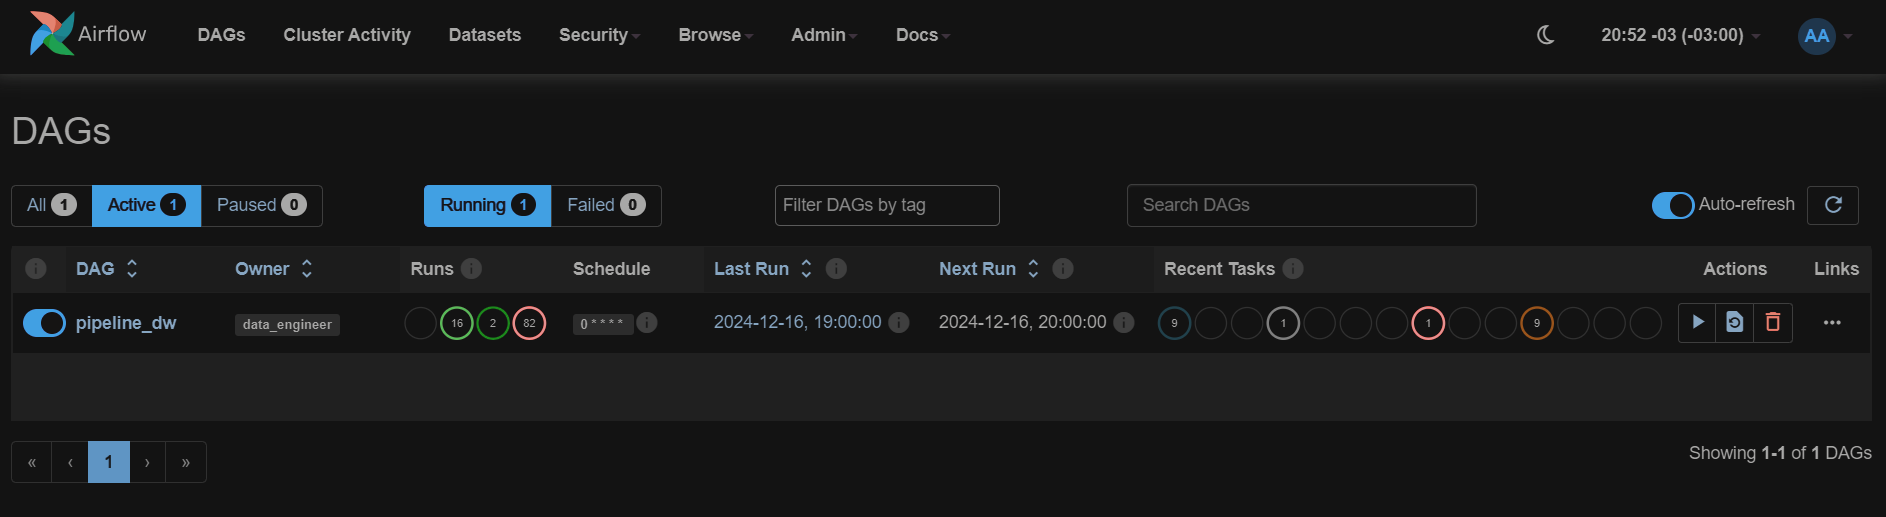 Airflow DAGs Cluster Activity Datasets Security Browse Admin Docs 20:52 -03 (-03:00) AA
DAGs
All 1 Active 1 Paused 0 Running 1 Failed 0 Filter DAGs by tag Search DAGs Auto-refresh
i DAG Owner Runs i Schedule Last Run i Next Run i Recent Tasks i Actions Links
pipeline_dw data_engineer 16 2 82 0 * * * * i 2024-12-16, 19:00:00 i 2024-12-16, 20:00:00 i 9 1 1 9 ...
« ‹ 1 › » Showing 1-1 of 1 DAGs